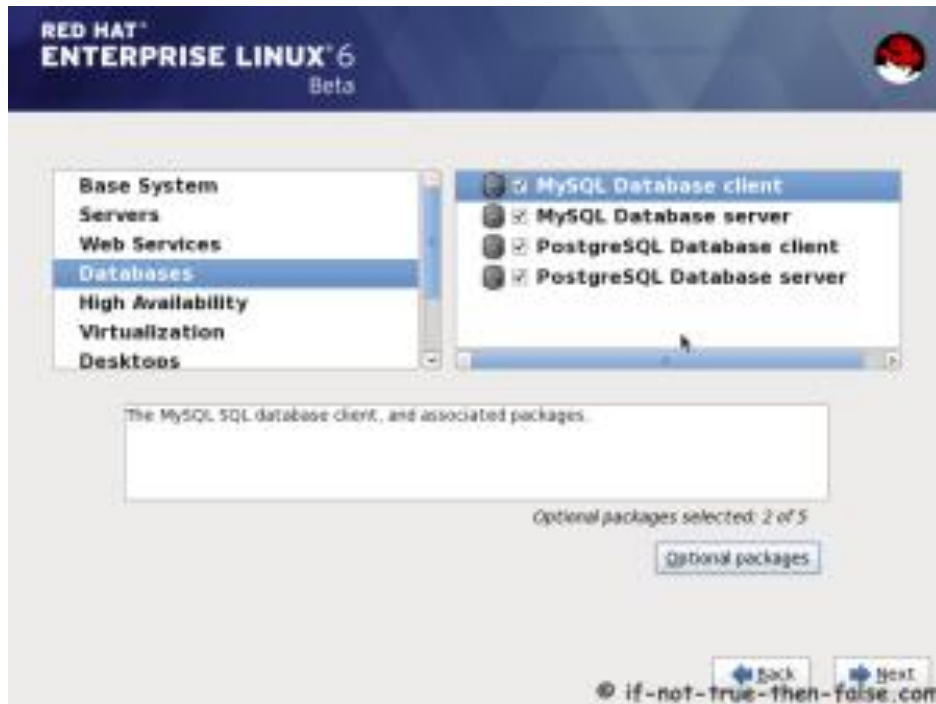 RED HAT
ENTERPRISE LINUX 6
Beta
Base System
Servers
Web Services
Databases
High Availability
Virtualization
Desktops
MySQL Database client
MySQL Database server
PostgreSQL Database client
PostgreSQL Database server
The MySQL SQL database client, and associated packages.
Optional packages selected: 2 of 5
Optional packages
Back
Next
© if-not-true-then-false.com